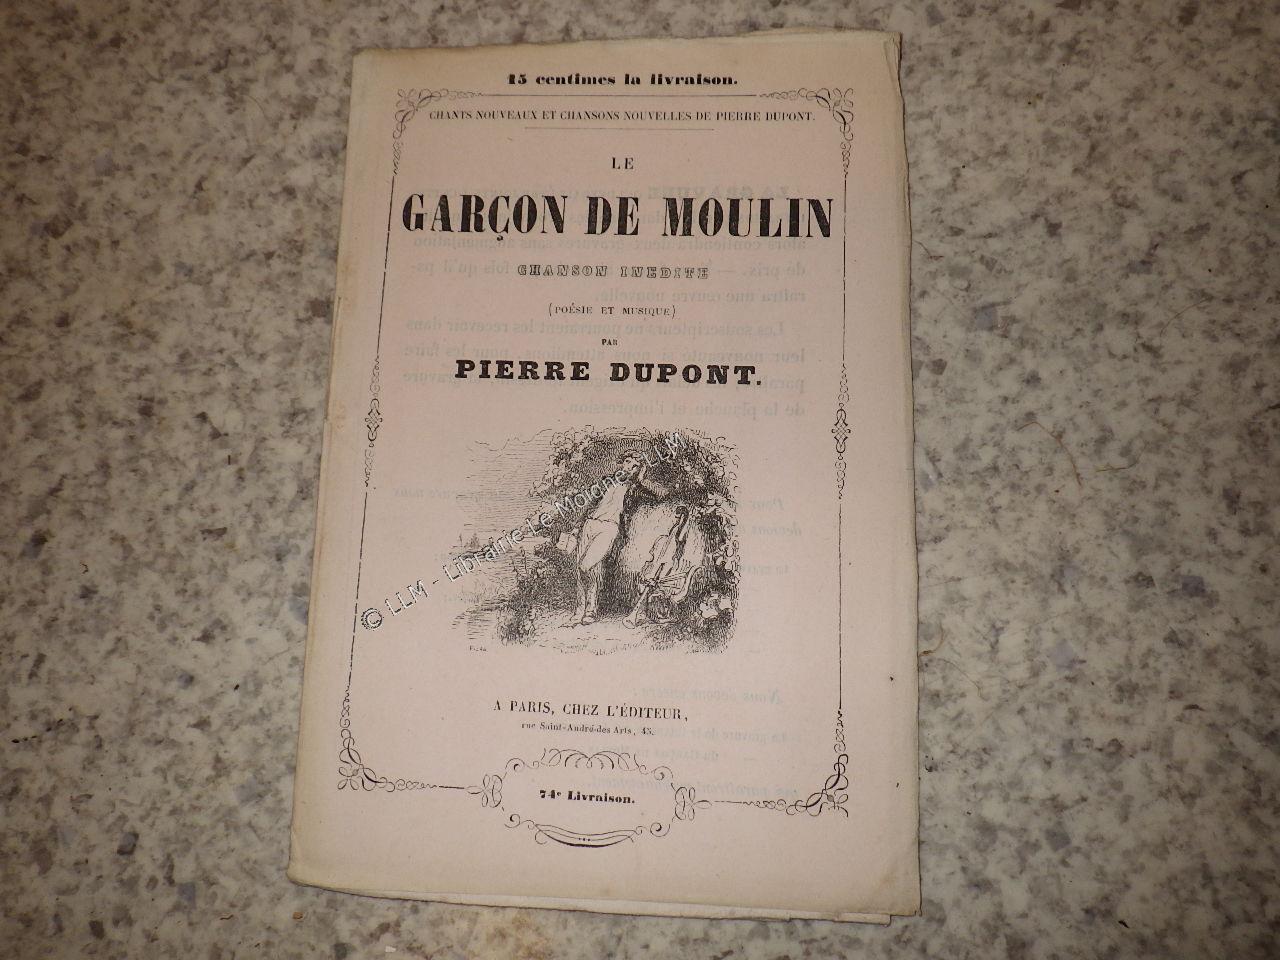 15 centimes la livraison.
CHANTS NOUVEAUX ET CHANSONS NOUVELLES DE PIERRE DUPONT.
LE
GARÇON DE MOULIN
CHANSON INEDITE
(POÉSIE ET MUSIQUE)
PAR
PIERRE DUPONT.
© LLM - Librairie Le Moigne - LLM
A PARIS, CHEZ L'ÉDITEUR,
rue Saint-André-des Arts, 45.
74e Livraison.